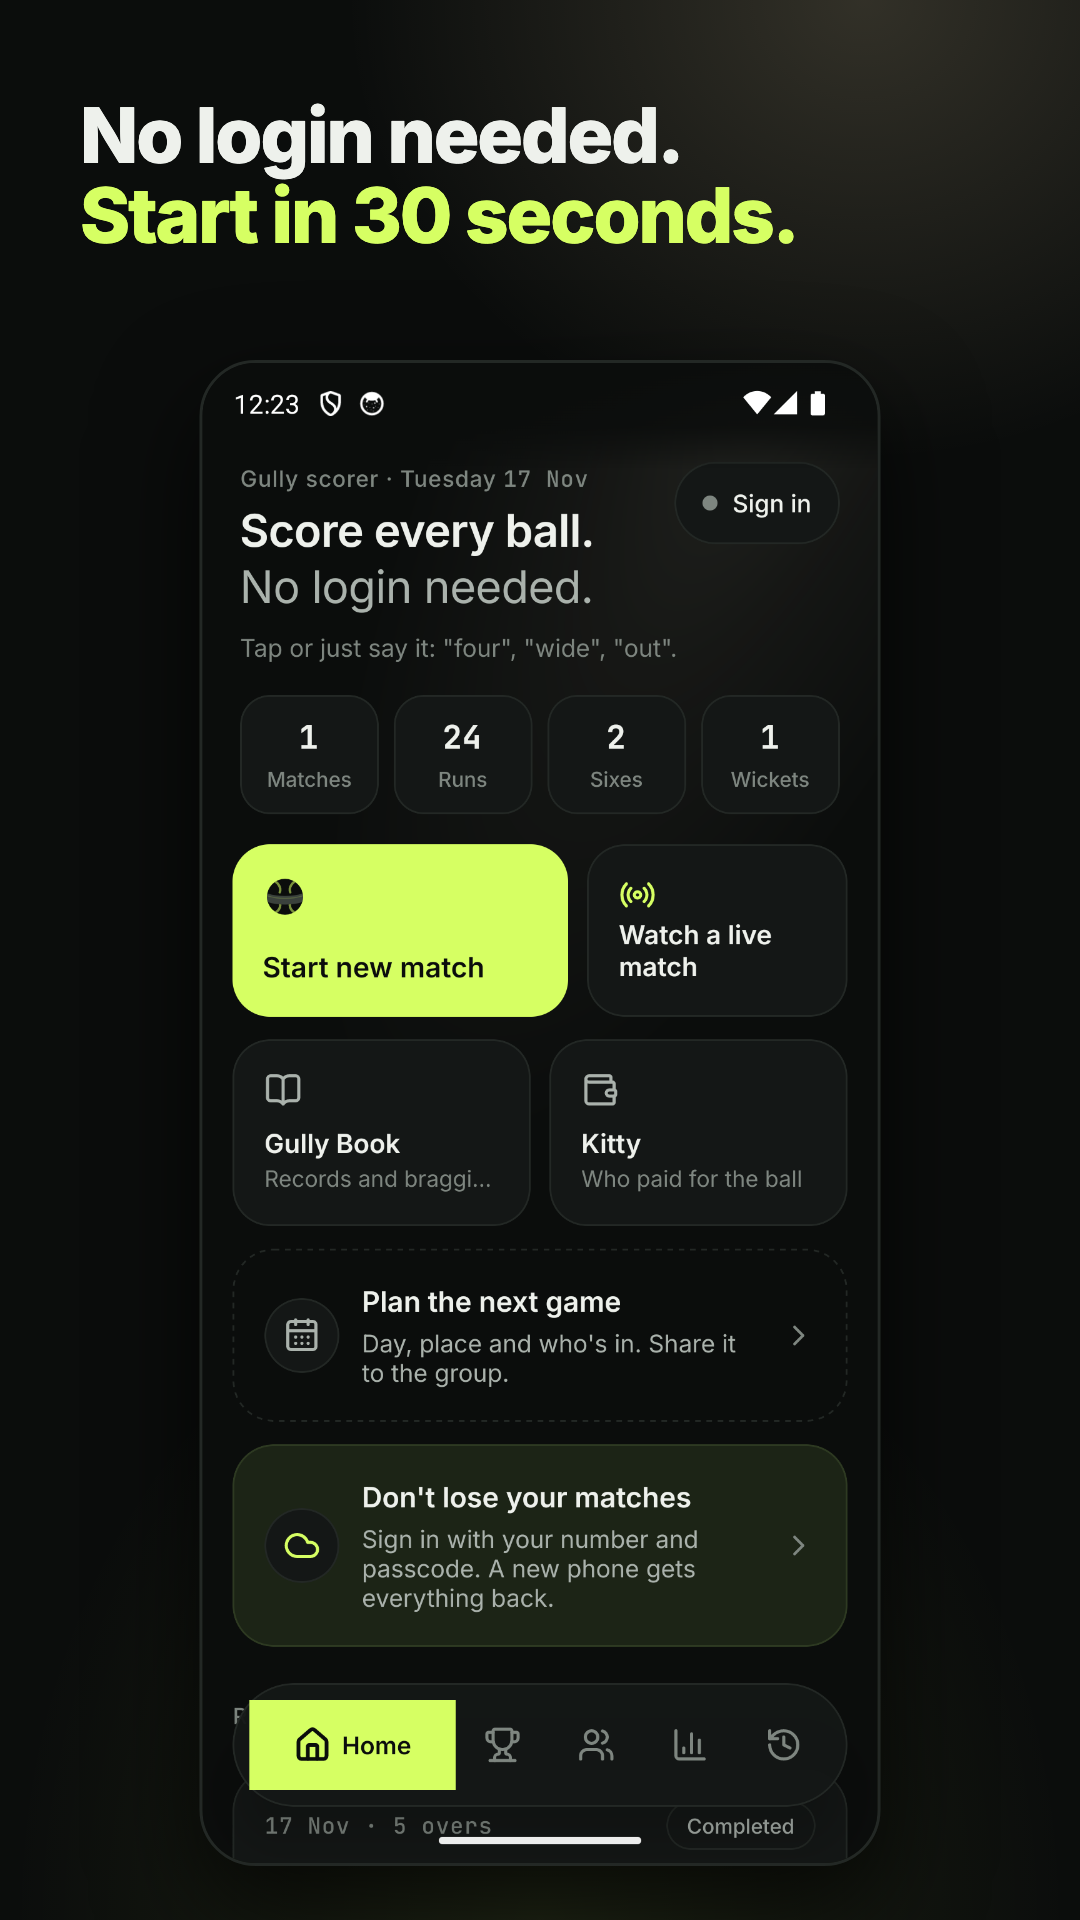 No login needed.
Start in 30 seconds.
12:23
Gully scorer · Tuesday 17 Nov
Sign in
Score every ball.
No login needed.
Tap or just say it: "four", "wide", "out".
1
Matches
24
Runs
2
Sixes
1
Wickets
Start new match
Watch a live
match
Gully Book
Records and braggi...
Kitty
Who paid for the ball
Plan the next game
Day, place and who's in. Share it
to the group.
Don't lose your matches
Sign in with your number and
passcode. A new phone gets
everything back.
Home
17 Nov · 5 overs
Completed